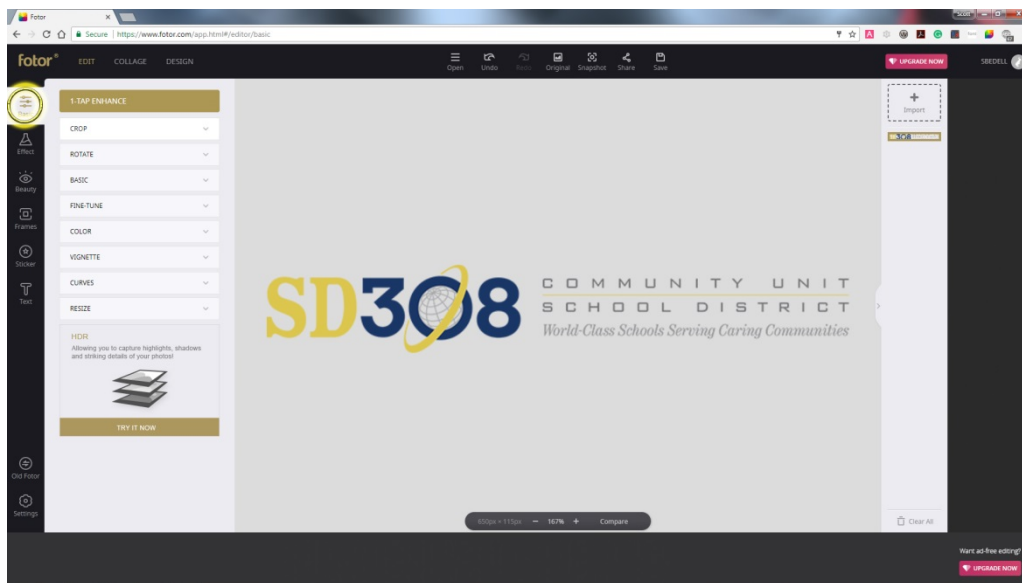 Fotor
Secure | https://www.fotor.com/app.html#/editor/basic
fotor®
EDIT COLLAGE DESIGN
Open Undo Redo Original Snapshot Share Save
UPGRADE NOW
SBEDELL
1-TAP ENHANCE
CROP
ROTATE
BASIC
FINE-TUNE
COLOR
VIGNETTE
CURVES
RESIZE
HDR
Allowing you to capture highlights, shadows
and striking details of your photos!
TRY IT NOW
Effect
Beauty
Frames
Sticker
Text
Old Fotor
Settings
SD308
COMMUNITY UNIT
SCHOOL DISTRICT
World-Class Schools Serving Caring Communities
650px × 115px − 167% + Compare
+
Import
308
Clear All
Want ad-free editing?
UPGRADE NOW